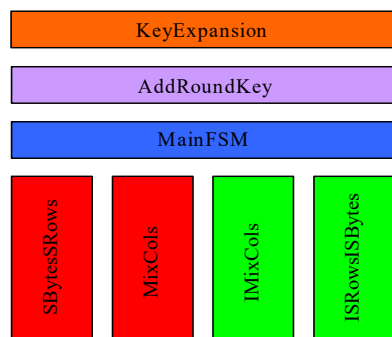 KeyExpansion
AddRoundKey
MainFSM
SBytesSRows
MixCols
IMixCols
ISRowsISBytes